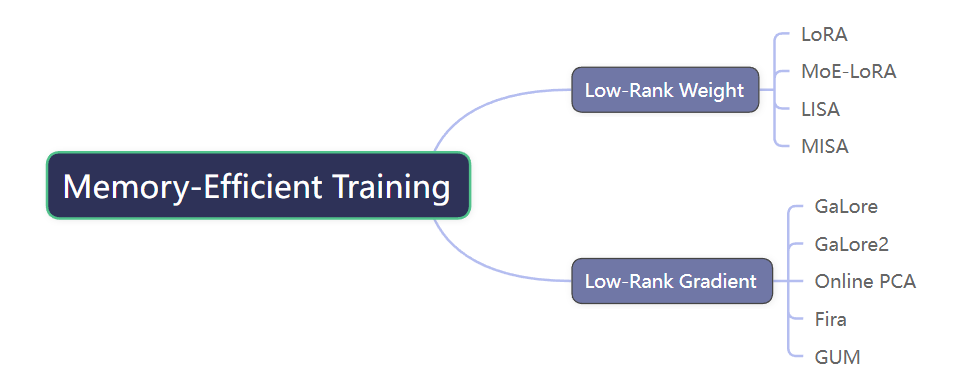 Memory-Efficient Training
Low-Rank Weight
LoRA
MoE-LoRA
LISA
MISA
Low-Rank Gradient
GaLore
GaLore2
Online PCA
Fira
GUM